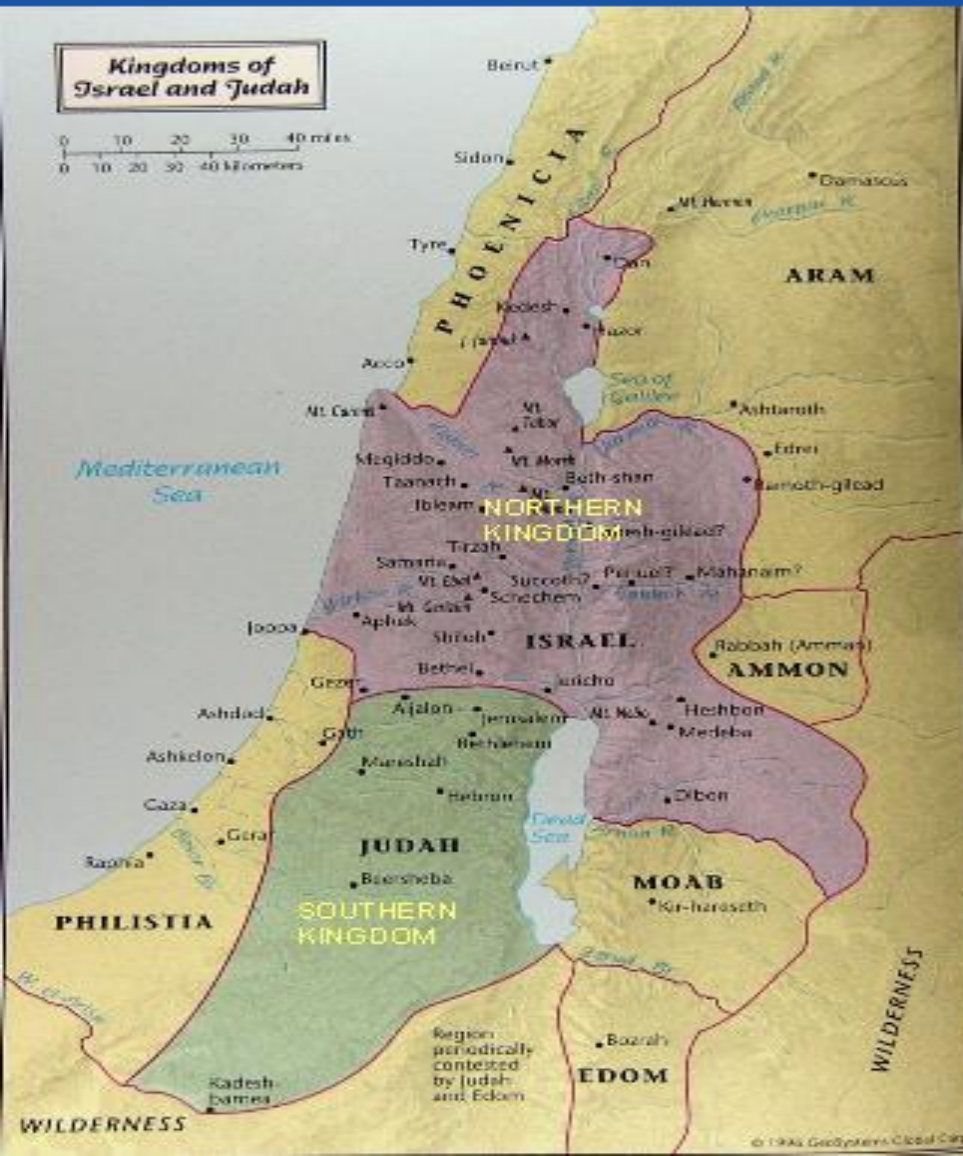 Kingdoms of
Israel and Judah
0 10 20 30 40 miles
0 10 20 30 40 kilometers
Beirut
Sidon
PHOENICIA
Damascus
Mt. Hermon
Tyre
Dan
ARAM
Kedesh
Hazor
Acco
Sea of
Galilee
Ashtaroth
Mt. Carmel
Mt.
Tabor
Edrei
Mediterranean
Sea
Megiddo
Mt. Moreh
Taanach
Beth-shan
Ramoth-gilead
Ibleam
Mt.
NORTHERN
KINGDOM
Tirzah
Samaria
Mt. Ebal
Succoth?
Penuel?
Mahanaim?
Schechem
Mt. Gerizim
Aphek
Joppa
Shiloh
ISRAEL
Rabbah (Amman)
AMMON
Bethel
Gezer
Jericho
Aijalon
Jerusalem
Mt. Nebo
Heshbon
Medeba
Ashdod
Gath
Bethlehem
Ashkelon
Mareshah
Hebron
Dibon
Gaza
Dead
Sea
Arnon R.
Gerar
JUDAH
Raphia
Beersheba
MOAB
Kir-hareseth
PHILISTIA
SOUTHERN
KINGDOM
WILDERNESS
Region
periodically
contested
by Judah
and Edom
Bozrah
EDOM
Kadesh-
barnea
WILDERNESS